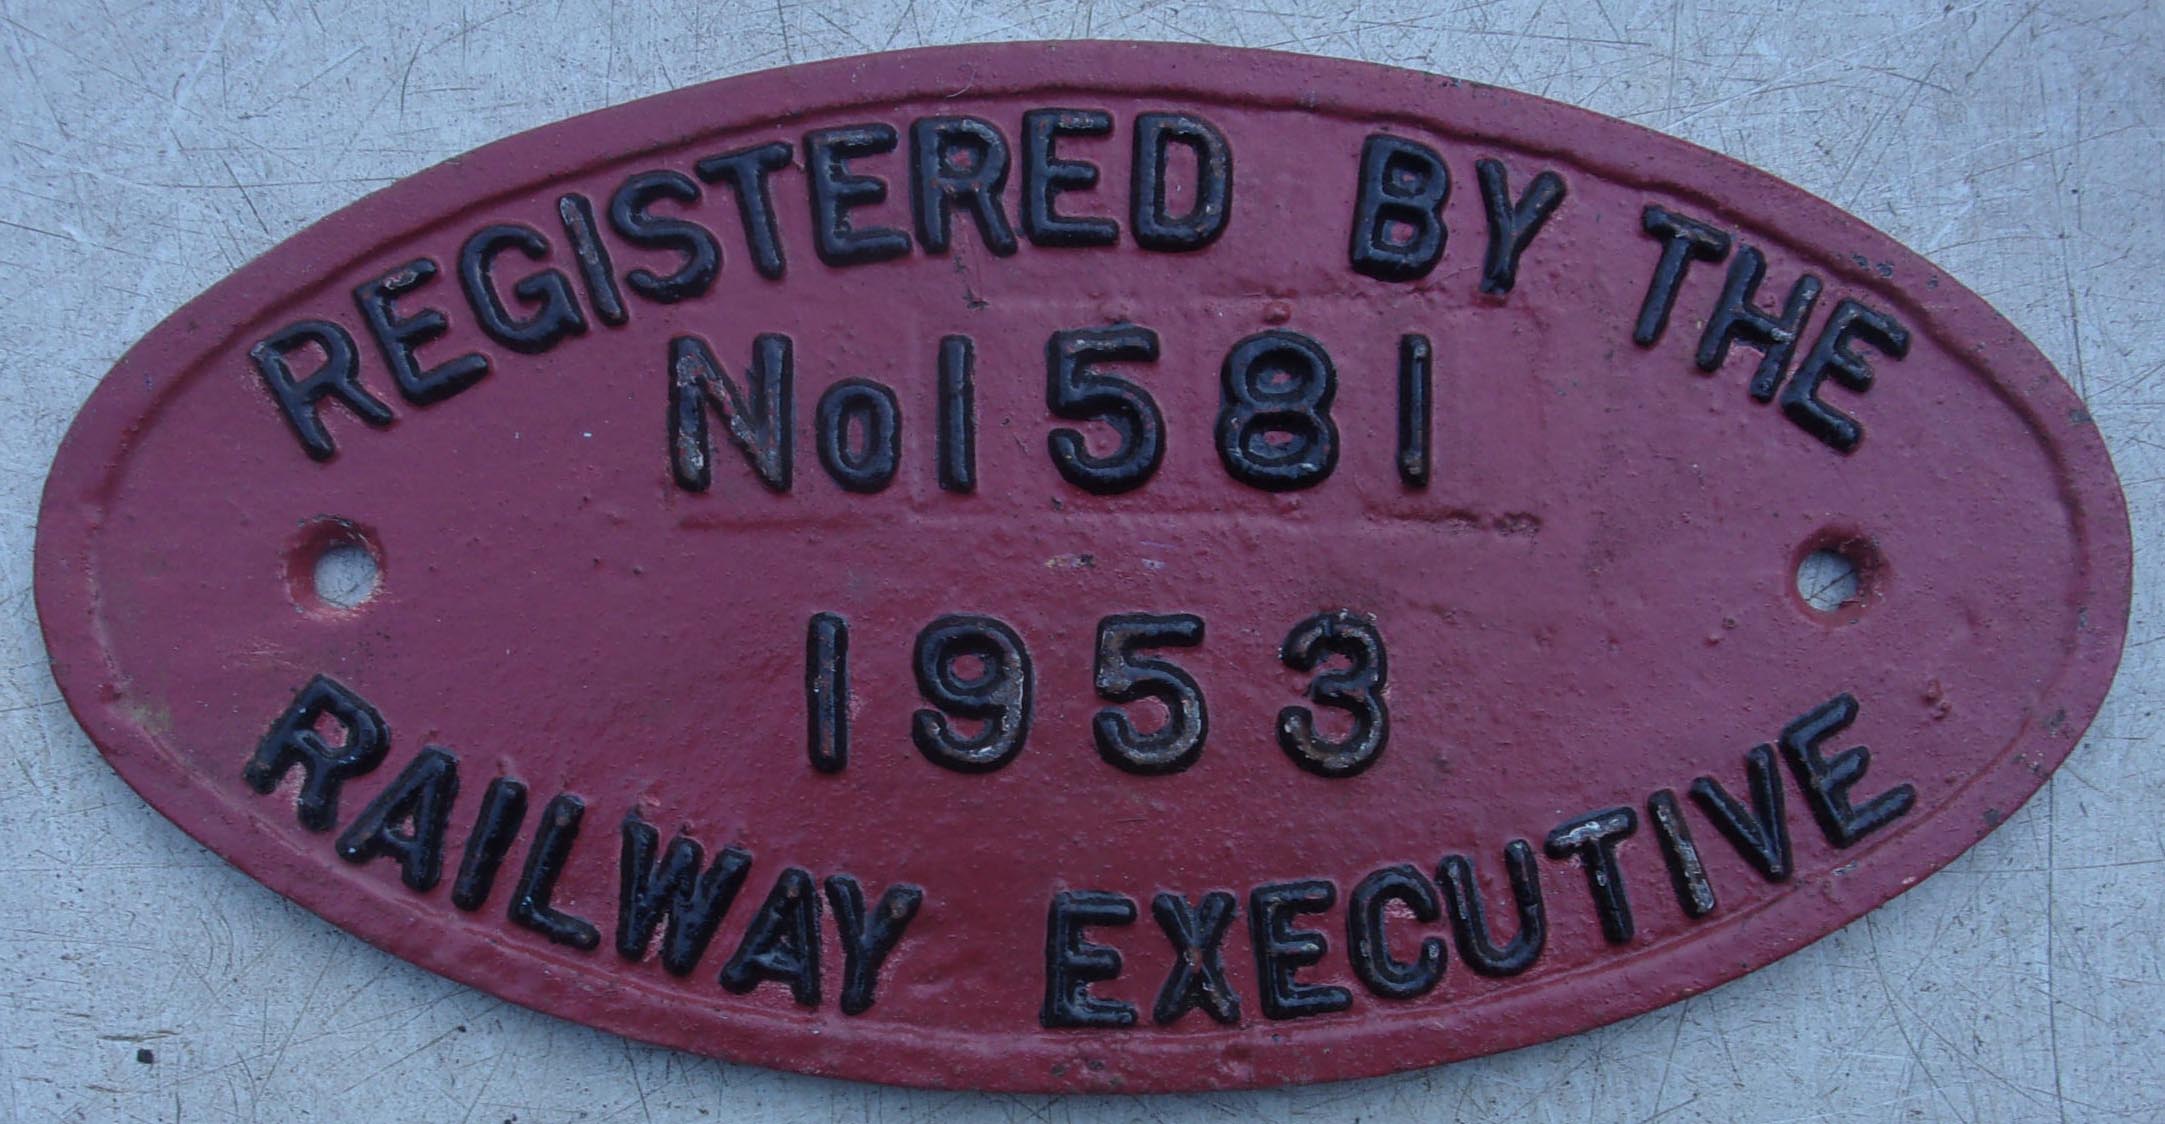 REGISTERED BY THE
No 1581
1953
RAILWAY EXECUTIVE